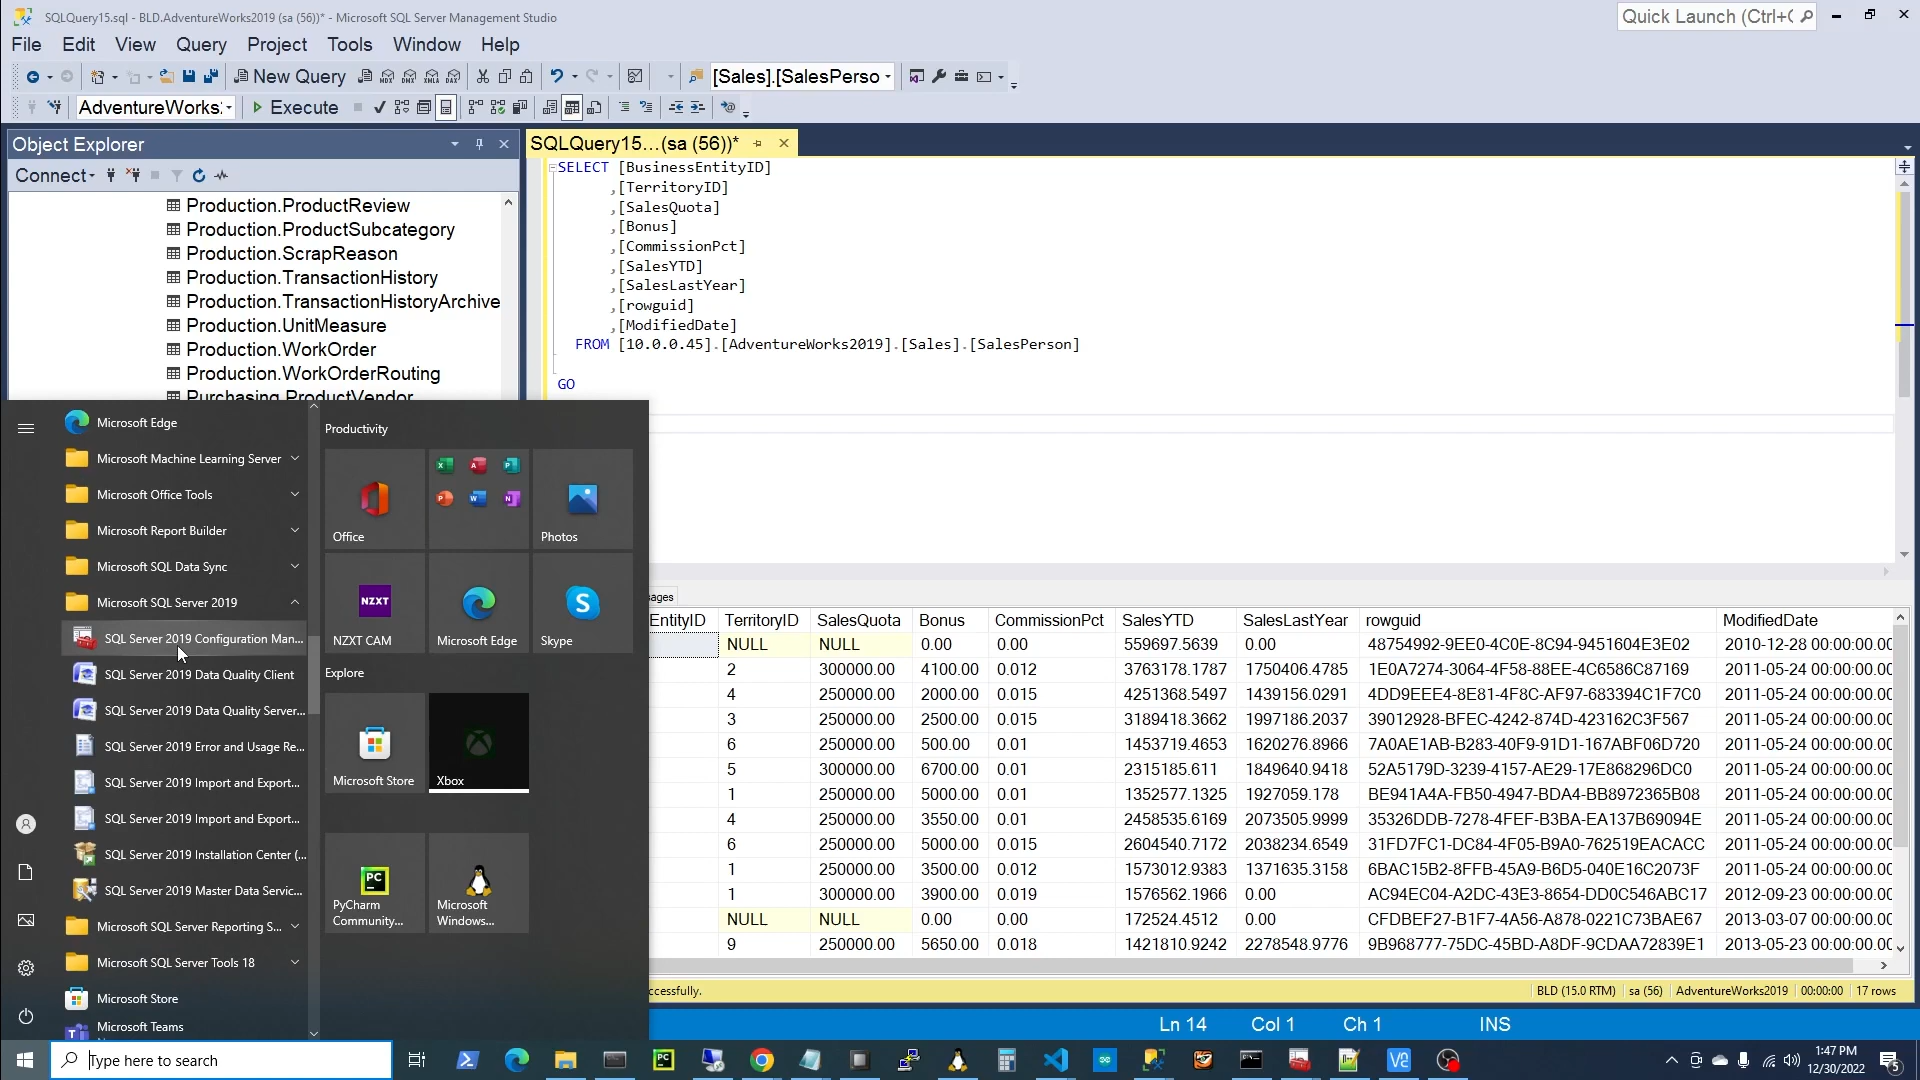 SQLQuery15.sql - BLD.AdventureWorks2019 (sa (56))* - Microsoft SQL Server Management Studio
Quick Launch (Ctrl+
File Edit View Query Project Tools Window Help
New Query
[Sales].[SalesPerso
AdventureWorks
Execute
Object Explorer
SQLQuery15...(sa (56))*
Connect
Production.ProductReview
Production.ProductSubcategory
Production.ScrapReason
Production.TransactionHistory
Production.TransactionHistoryArchive
Production.UnitMeasure
Production.WorkOrder
Production.WorkOrderRouting
Purchasing.ProductVendor
SELECT [BusinessEntityID]
,[TerritoryID]
,[SalesQuota]
,[Bonus]
,[CommissionPct]
,[SalesYTD]
,[SalesLastYear]
,[rowguid]
,[ModifiedDate]
FROM [10.0.0.45].[AdventureWorks2019].[Sales].[SalesPerson]
GO
Microsoft Edge
Microsoft Machine Learning Server
Microsoft Office Tools
Microsoft Report Builder
Microsoft SQL Data Sync
Microsoft SQL Server 2019
SQL Server 2019 Configuration Man...
SQL Server 2019 Data Quality Client
SQL Server 2019 Data Quality Server...
SQL Server 2019 Error and Usage Re...
SQL Server 2019 Import and Export...
SQL Server 2019 Import and Export...
SQL Server 2019 Installation Center (...
SQL Server 2019 Master Data Servic...
Microsoft SQL Server Reporting S...
Microsoft SQL Server Tools 18
Microsoft Store
Microsoft Teams
Productivity
Office
Photos
NZXT
NZXT CAM
Microsoft Edge
Skype
Explore
Microsoft Store
Xbox
PC
PyCharm
Community...
Microsoft
Windows...
sages
EntityID TerritoryID SalesQuota Bonus CommissionPct SalesYTD SalesLastYear rowguid ModifiedDate
NULL NULL 0.00 0.00 559697.5639 0.00 48754992-9EE0-4C0E-8C94-9451604E3E02 2010-12-28 00:00:00.00
2 300000.00 4100.00 0.012 3763178.1787 1750406.4785 1E0A7274-3064-4F58-88EE-4C6586C87169 2011-05-24 00:00:00.00
4 250000.00 2000.00 0.015 4251368.5497 1439156.0291 4DD9EEE4-8E81-4F8C-AF97-683394C1F7C0 2011-05-24 00:00:00.00
3 250000.00 2500.00 0.015 3189418.3662 1997186.2037 39012928-BFEC-4242-874D-423162C3F567 2011-05-24 00:00:00.00
6 250000.00 500.00 0.01 1453719.4653 1620276.8966 7A0AE1AB-B283-40F9-91D1-167ABF06D720 2011-05-24 00:00:00.00
5 300000.00 6700.00 0.01 2315185.611 1849640.9418 52A5179D-3239-4157-AE29-17E868296DC0 2011-05-24 00:00:00.00
1 250000.00 5000.00 0.01 1352577.1325 1927059.178 BE941A4A-FB50-4947-BDA4-BB8972365B08 2011-05-24 00:00:00.00
4 250000.00 3550.00 0.01 2458535.6169 2073505.9999 35326DDB-7278-4FEF-B3BA-EA137B69094E 2011-05-24 00:00:00.00
6 250000.00 5000.00 0.015 2604540.7172 2038234.6549 31FD7FC1-DC84-4F05-B9A0-762519EACACC 2011-05-24 00:00:00.00
1 250000.00 3500.00 0.012 1573012.9383 1371635.3158 6BAC15B2-8FFB-45A9-B6D5-040E16C2073F 2011-05-24 00:00:00.00
1 300000.00 3900.00 0.019 1576562.1966 0.00 AC94EC04-A2DC-43E3-8654-DD0C546ABC17 2012-09-23 00:00:00.00
NULL NULL 0.00 0.00 172524.4512 0.00 CFDBEF27-B1F7-4A56-A878-0221C73BAE67 2013-03-07 00:00:00.00
9 250000.00 5650.00 0.018 1421810.9242 2278548.9776 9B968777-75DC-45BD-A8DF-9CDAA72839E1 2013-05-23 00:00:00.00
ccessfully.
BLD (15.0 RTM) sa (56) AdventureWorks2019 00:00:00 17 rows
Ln 14 Col 1 Ch 1 INS
Type here to search
1:47 PM
12/30/2022
5